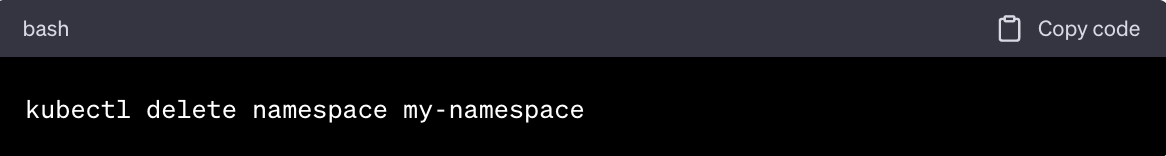 bash Copy code
kubectl delete namespace my-namespace